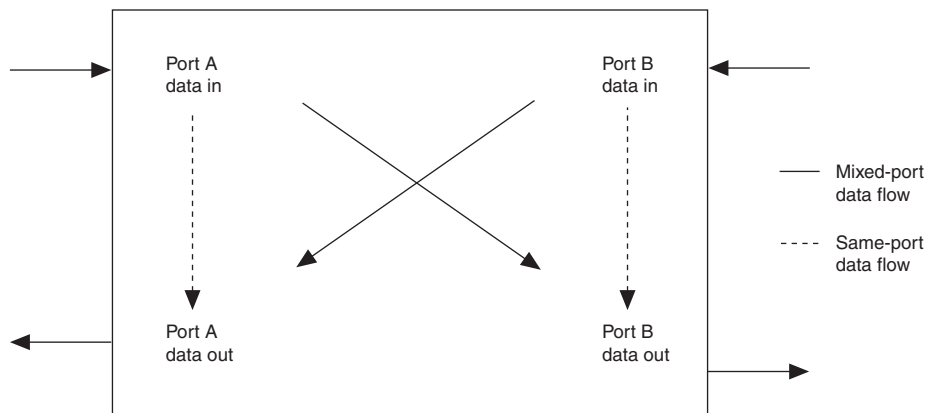 Port A
data in
Port B
data in
Mixed-port
data flow
Same-port
data flow
Port A
data out
Port B
data out